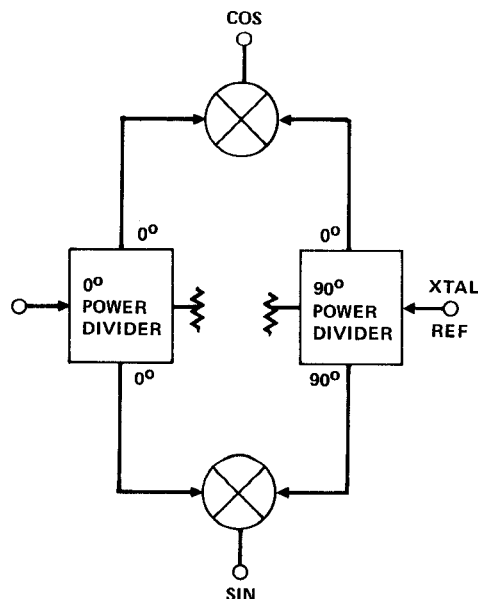 COS
0°
0°
0°
POWER
DIVIDER
90°
POWER
DIVIDER
XTAL
REF
0°
90°
SIN